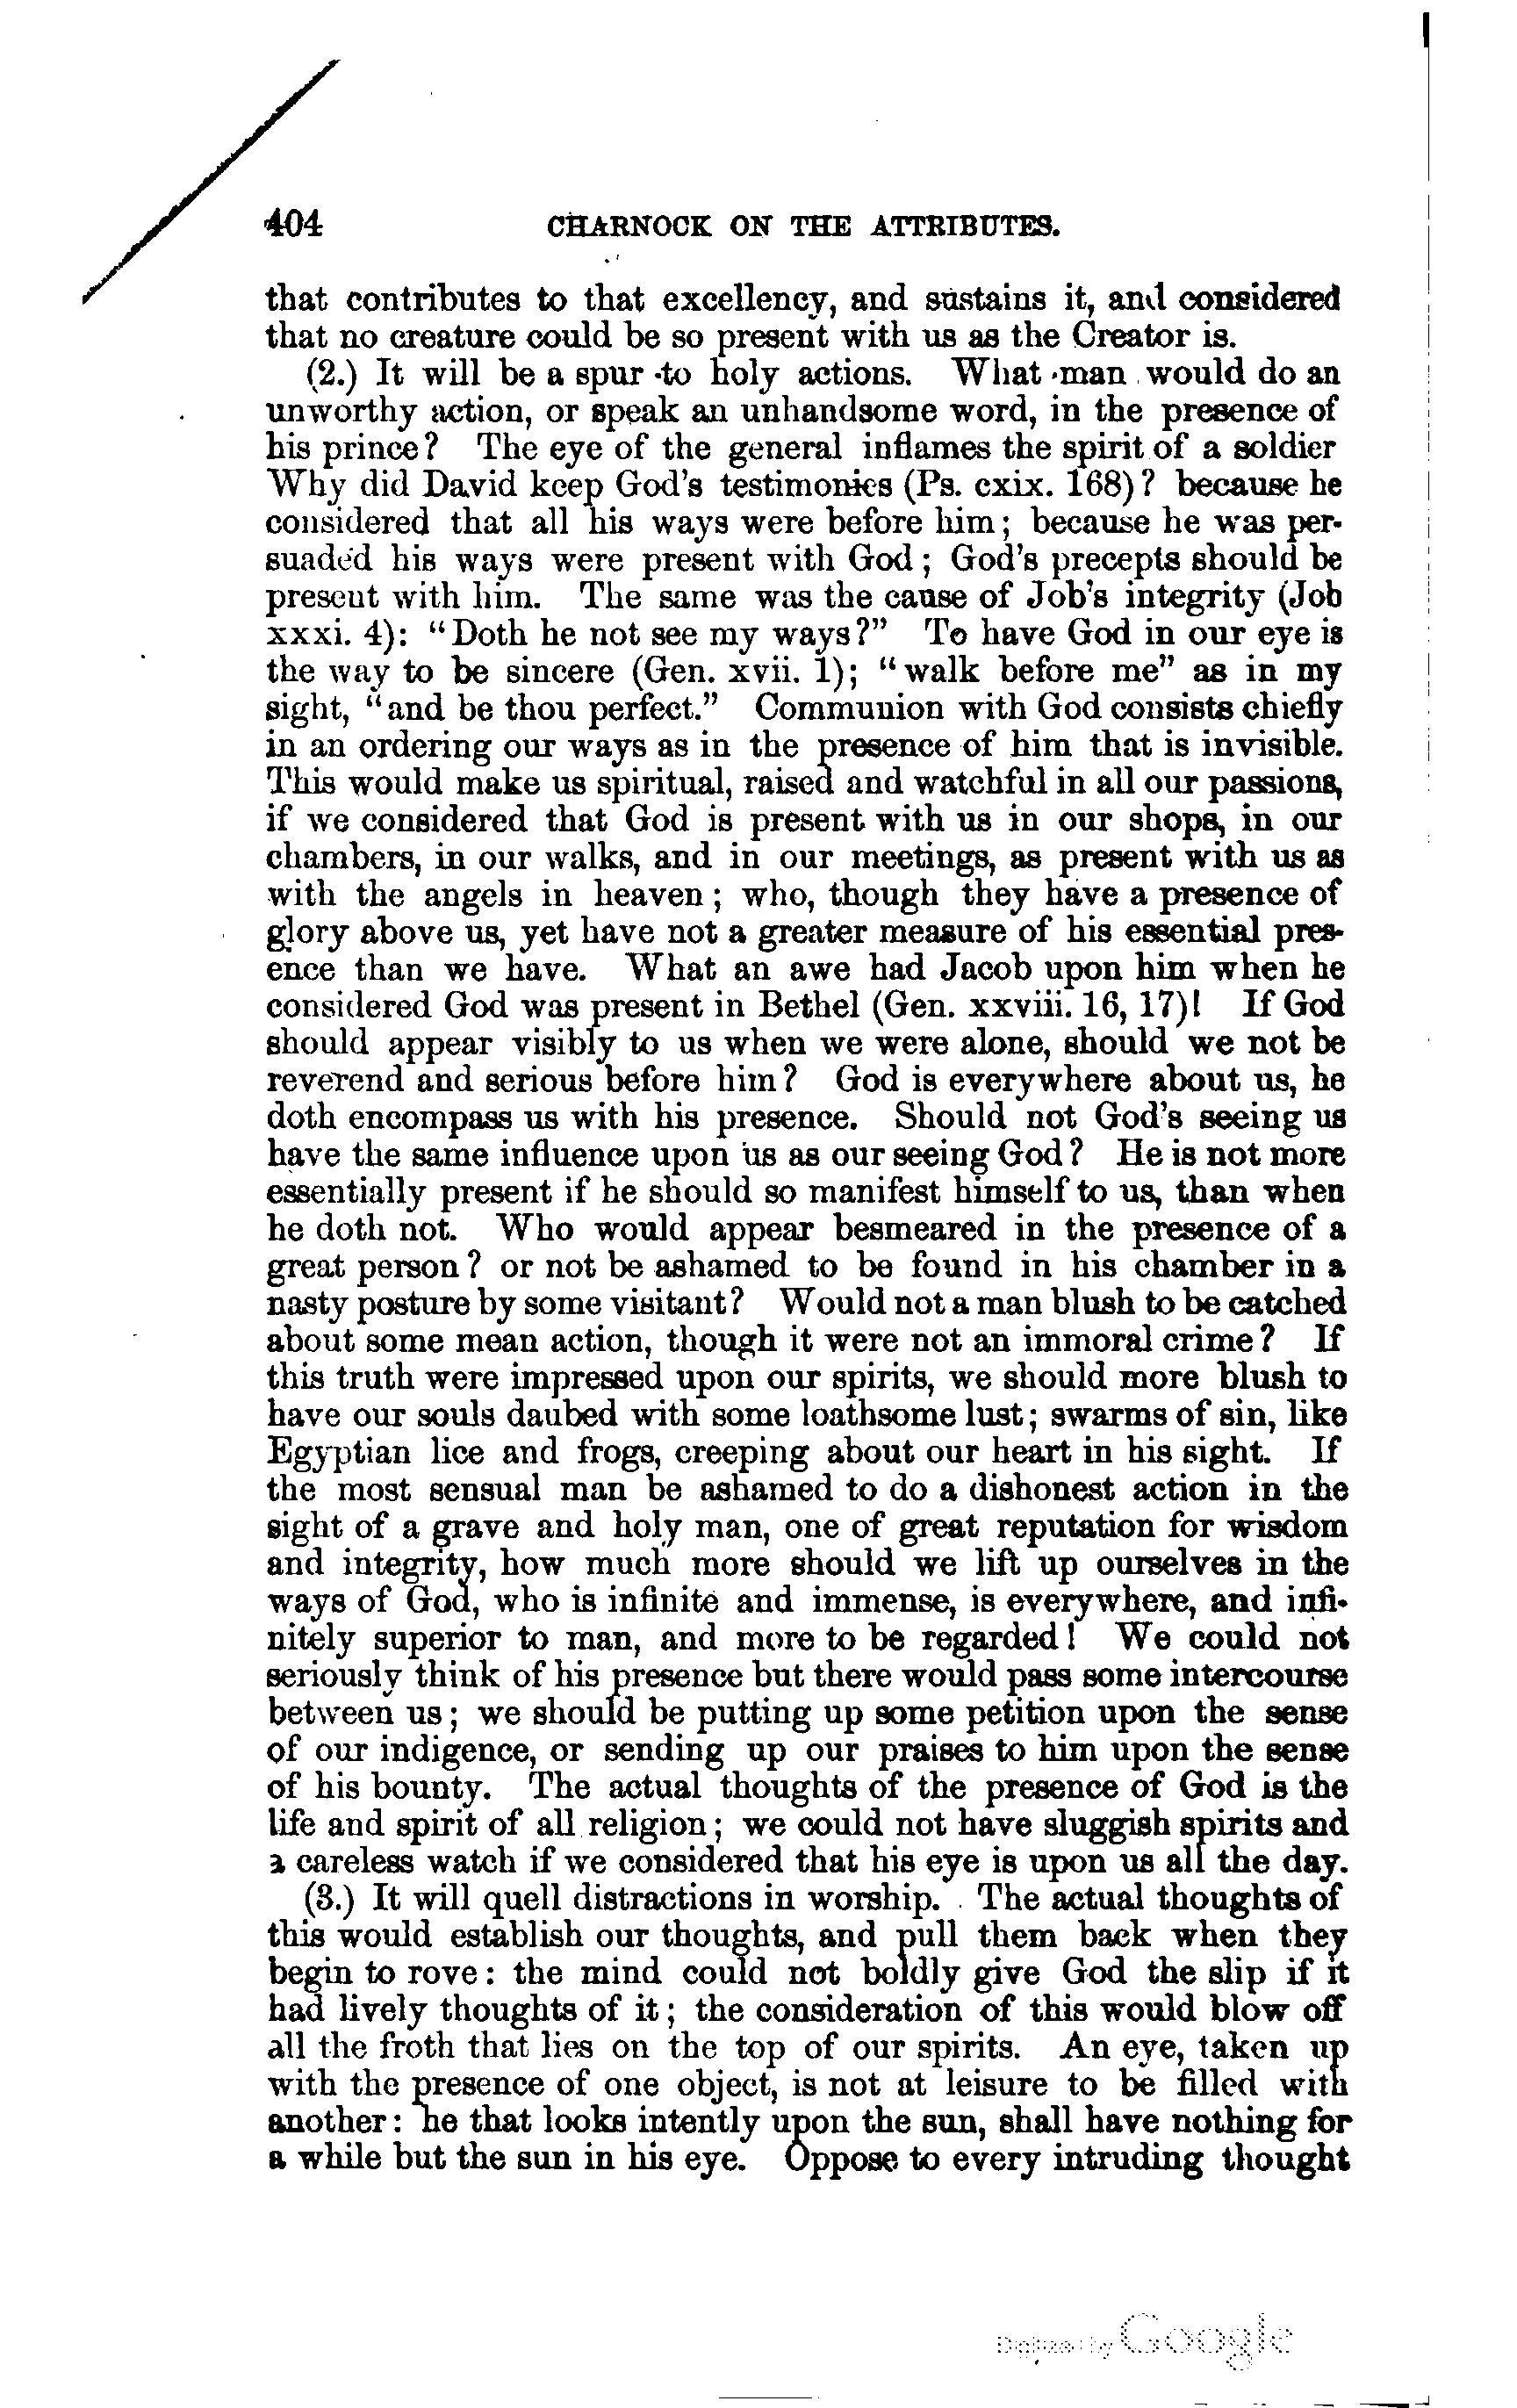 404 CHARNOCK ON THE ATTRIBUTES.
that contributes to that excellency, and sustains it, and considered
that no creature could be so present with us as the Creator is.
(2.) It will be a spur to holy actions. What man would do an
unworthy action, or speak an unhandsome word, in the presence of
his prince? The eye of the general inflames the spirit of a soldier
Why did David keep God's testimonies (Ps. cxix. 168)? because he
considered that all his ways were before him; because he was per-
suaded his ways were present with God; God's precepts should be
present with him. The same was the cause of Job's integrity (Job
xxxi. 4): "Doth he not see my ways?" To have God in our eye is
the way to be sincere (Gen. xvii. 1); "walk before me" as in my
sight, "and be thou perfect." Communion with God consists chiefly
in an ordering our ways as in the presence of him that is invisible.
This would make us spiritual, raised and watchful in all our passions,
if we considered that God is present with us in our shops, in our
chambers, in our walks, and in our meetings, as present with us as
with the angels in heaven; who, though they have a presence of
glory above us, yet have not a greater measure of his essential pres-
ence than we have. What an awe had Jacob upon him when he
considered God was present in Bethel (Gen. xxviii. 16, 17)! If God
should appear visibly to us when we were alone, should we not be
reverend and serious before him? God is everywhere about us, he
doth encompass us with his presence. Should not God's seeing us
have the same influence upon us as our seeing God? He is not more
essentially present if he should so manifest himself to us, than when
he doth not. Who would appear besmeared in the presence of a
great person? or not be ashamed to be found in his chamber in a
nasty posture by some visitant? Would not a man blush to be catched
about some mean action, though it were not an immoral crime? If
this truth were impressed upon our spirits, we should more blush to
have our souls daubed with some loathsome lust; swarms of sin, like
Egyptian lice and frogs, creeping about our heart in his sight. If
the most sensual man be ashamed to do a dishonest action in the
sight of a grave and holy man, one of great reputation for wisdom
and integrity, how much more should we lift up ourselves in the
ways of God, who is infinite and immense, is everywhere, and infi-
nitely superior to man, and more to be regarded! We could not
seriously think of his presence but there would pass some intercourse
between us; we should be putting up some petition upon the sense
of our indigence, or sending up our praises to him upon the sense
of his bounty. The actual thoughts of the presence of God is the
life and spirit of all religion; we could not have sluggish spirits and
a careless watch if we considered that his eye is upon us all the day.
(3.) It will quell distractions in worship. The actual thoughts of
this would establish our thoughts, and pull them back when they
begin to rove: the mind could not boldly give God the slip if it
had lively thoughts of it; the consideration of this would blow off
all the froth that lies on the top of our spirits. An eye, taken up
with the presence of one object, is not at leisure to be filled with
another: he that looks intently upon the sun, shall have nothing for
a while but the sun in his eye. Oppose to every intruding thought
Digitized by Google